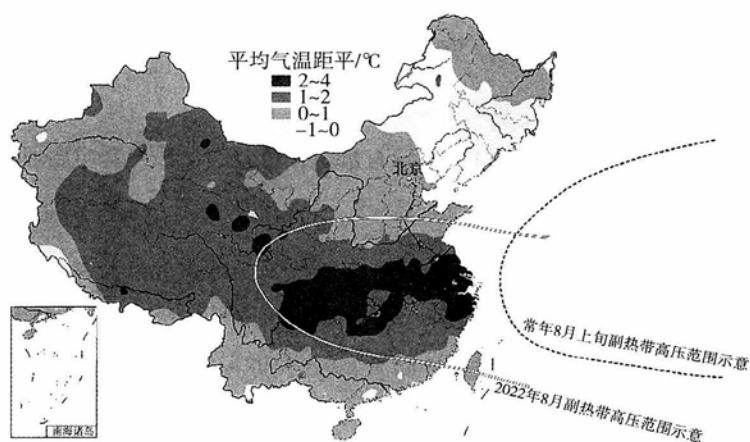 平均气温距平/℃
2~4
1~2
0~1
-1~0
北京
常年8月上旬副热带高压范围示意
2022年8月副热带高压范围示意
南海诸岛